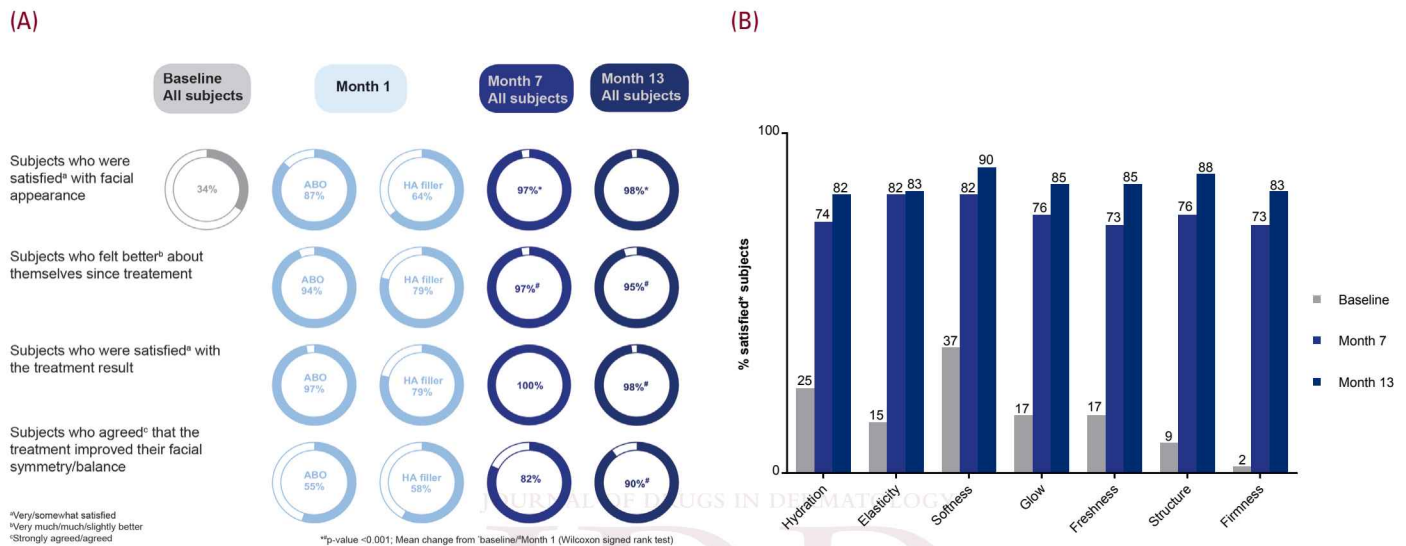 (A)
Baseline
All subjects
Month 1
Month 7
All subjects
Month 13
All subjects
Subjects who were
satisfiedᵃ with facial
appearance
34%
ABO
87%
HA filler
64%
97%*
98%*
Subjects who felt betterᵇ about
themselves since treatement
ABO
94%
HA filler
79%
97%#
95%#
Subjects who were satisfiedᵃ with
the treatment result
ABO
97%
HA filler
79%
100%
98%#
Subjects who agreedᶜ that the
treatment improved their facial
symmetry/balance
ABO
55%
HA filler
58%
82%
90%#
ᵃVery/somewhat satisfied
ᵇVery much/much/slightly better
ᶜStrongly agreed/agreed
*#p-value <0.001; Mean change from *baseline/#Month 1 (Wilcoxon signed rank test)
(B)
% satisfied* subjects
100
0
25
74
82
15
82
83
37
82
90
17
76
85
17
73
85
9
76
88
2
73
83
Hydration
Elasticity
Softness
Glow
Freshness
Structure
Firmness
Baseline
Month 7
Month 13
JOURNAL OF DRUGS IN DERMATOLOGY